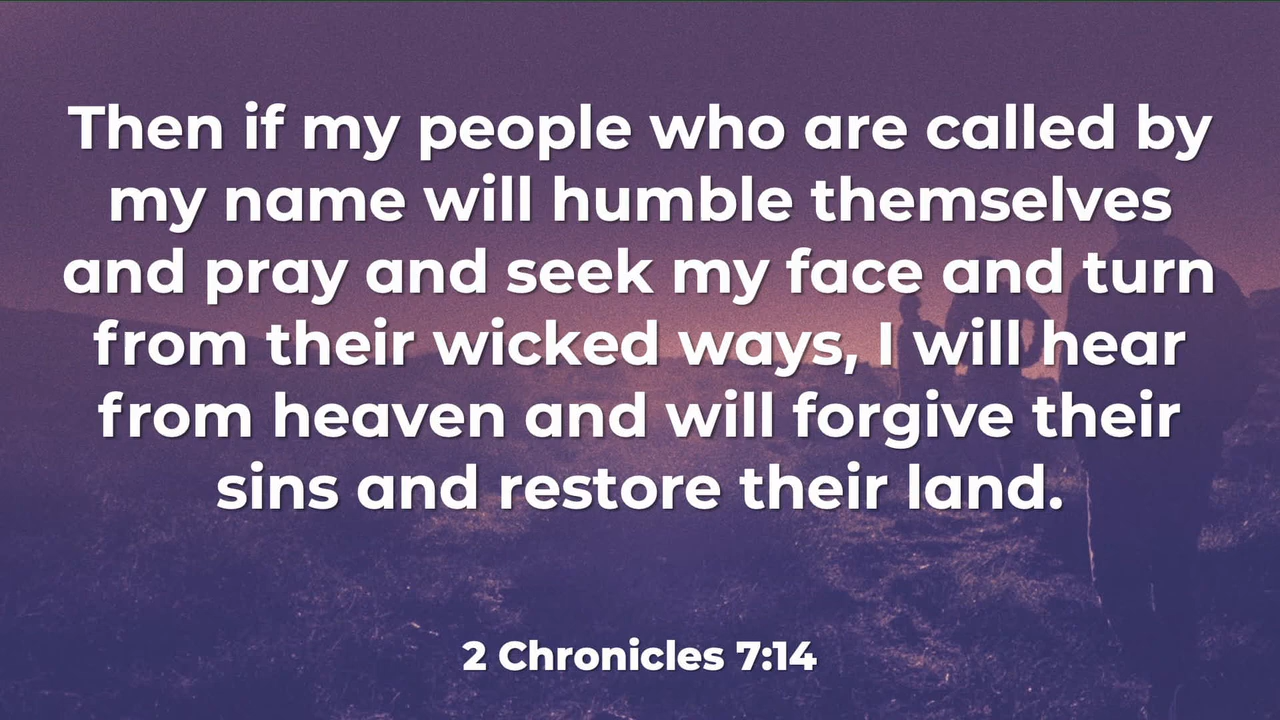 Then if my people who are called by
my name will humble themselves
and pray and seek my face and turn
from their wicked ways, I will hear
from heaven and will forgive their
sins and restore their land.
2 Chronicles 7:14